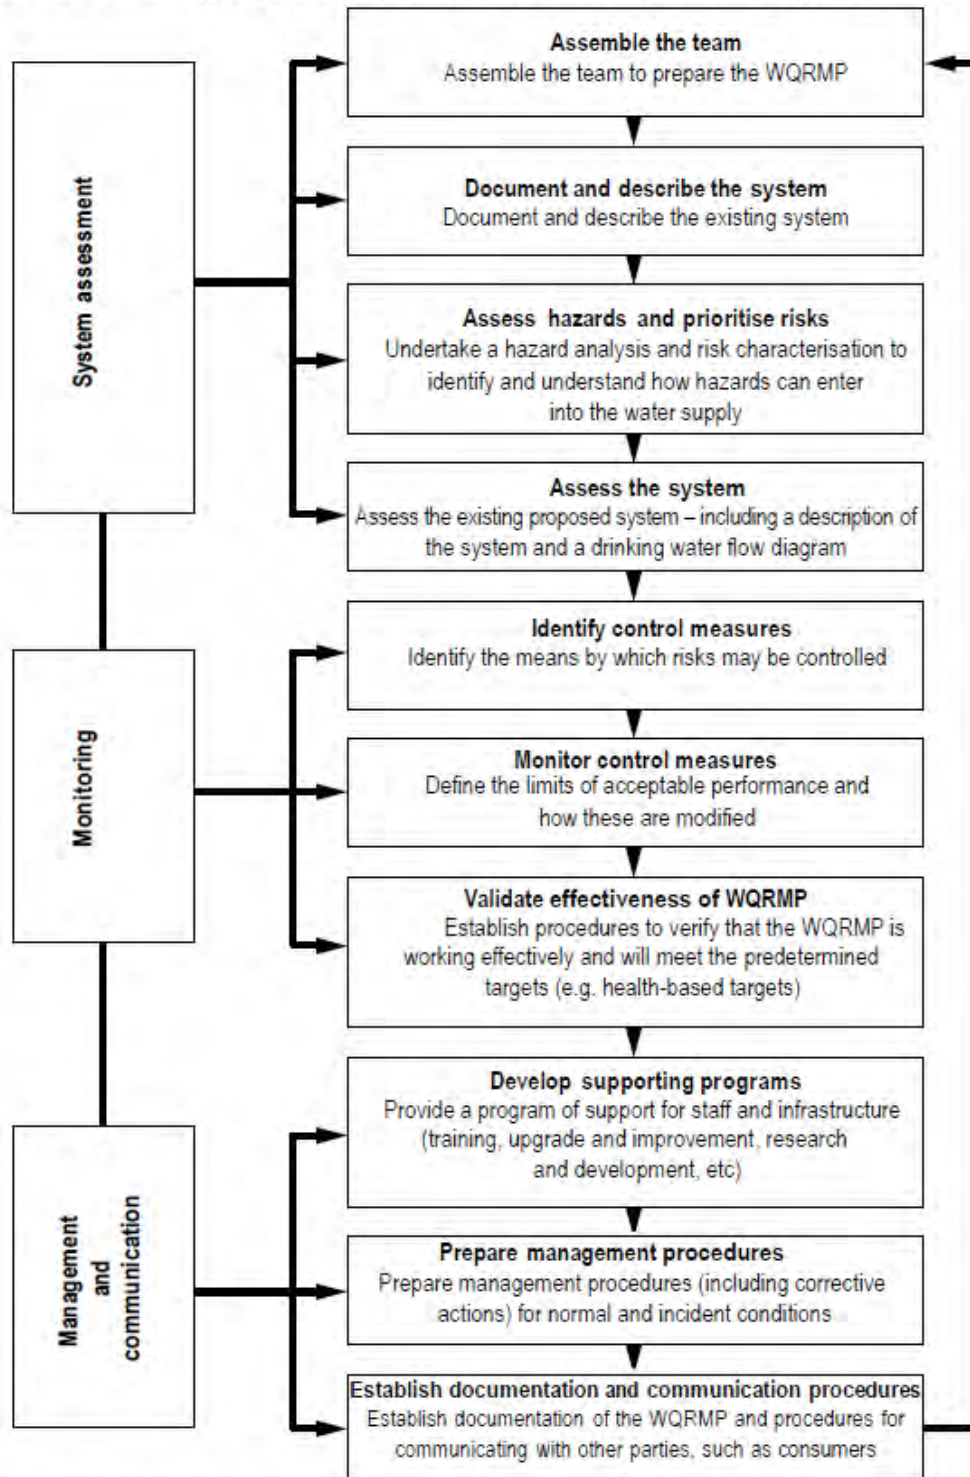 System assessment
Assemble the team
Assemble the team to prepare the WQRMP
Document and describe the system
Document and describe the existing system
Assess hazards and prioritise risks
Undertake a hazard analysis and risk characterisation to
identify and understand how hazards can enter
into the water supply
Assess the system
Assess the existing proposed system – including a description of
the system and a drinking water flow diagram
Monitoring
Identify control measures
Identify the means by which risks may be controlled
Monitor control measures
Define the limits of acceptable performance and
how these are modified
Validate effectiveness of WQRMP
Establish procedures to verify that the WQRMP is
working effectively and will meet the predetermined
targets (e.g. health-based targets)
Management
and
communication
Develop supporting programs
Provide a program of support for staff and infrastructure
(training, upgrade and improvement, research
and development, etc)
Prepare management procedures
Prepare management procedures (including corrective
actions) for normal and incident conditions
Establish documentation and communication procedures
Establish documentation of the WQRMP and procedures for
communicating with other parties, such as consumers